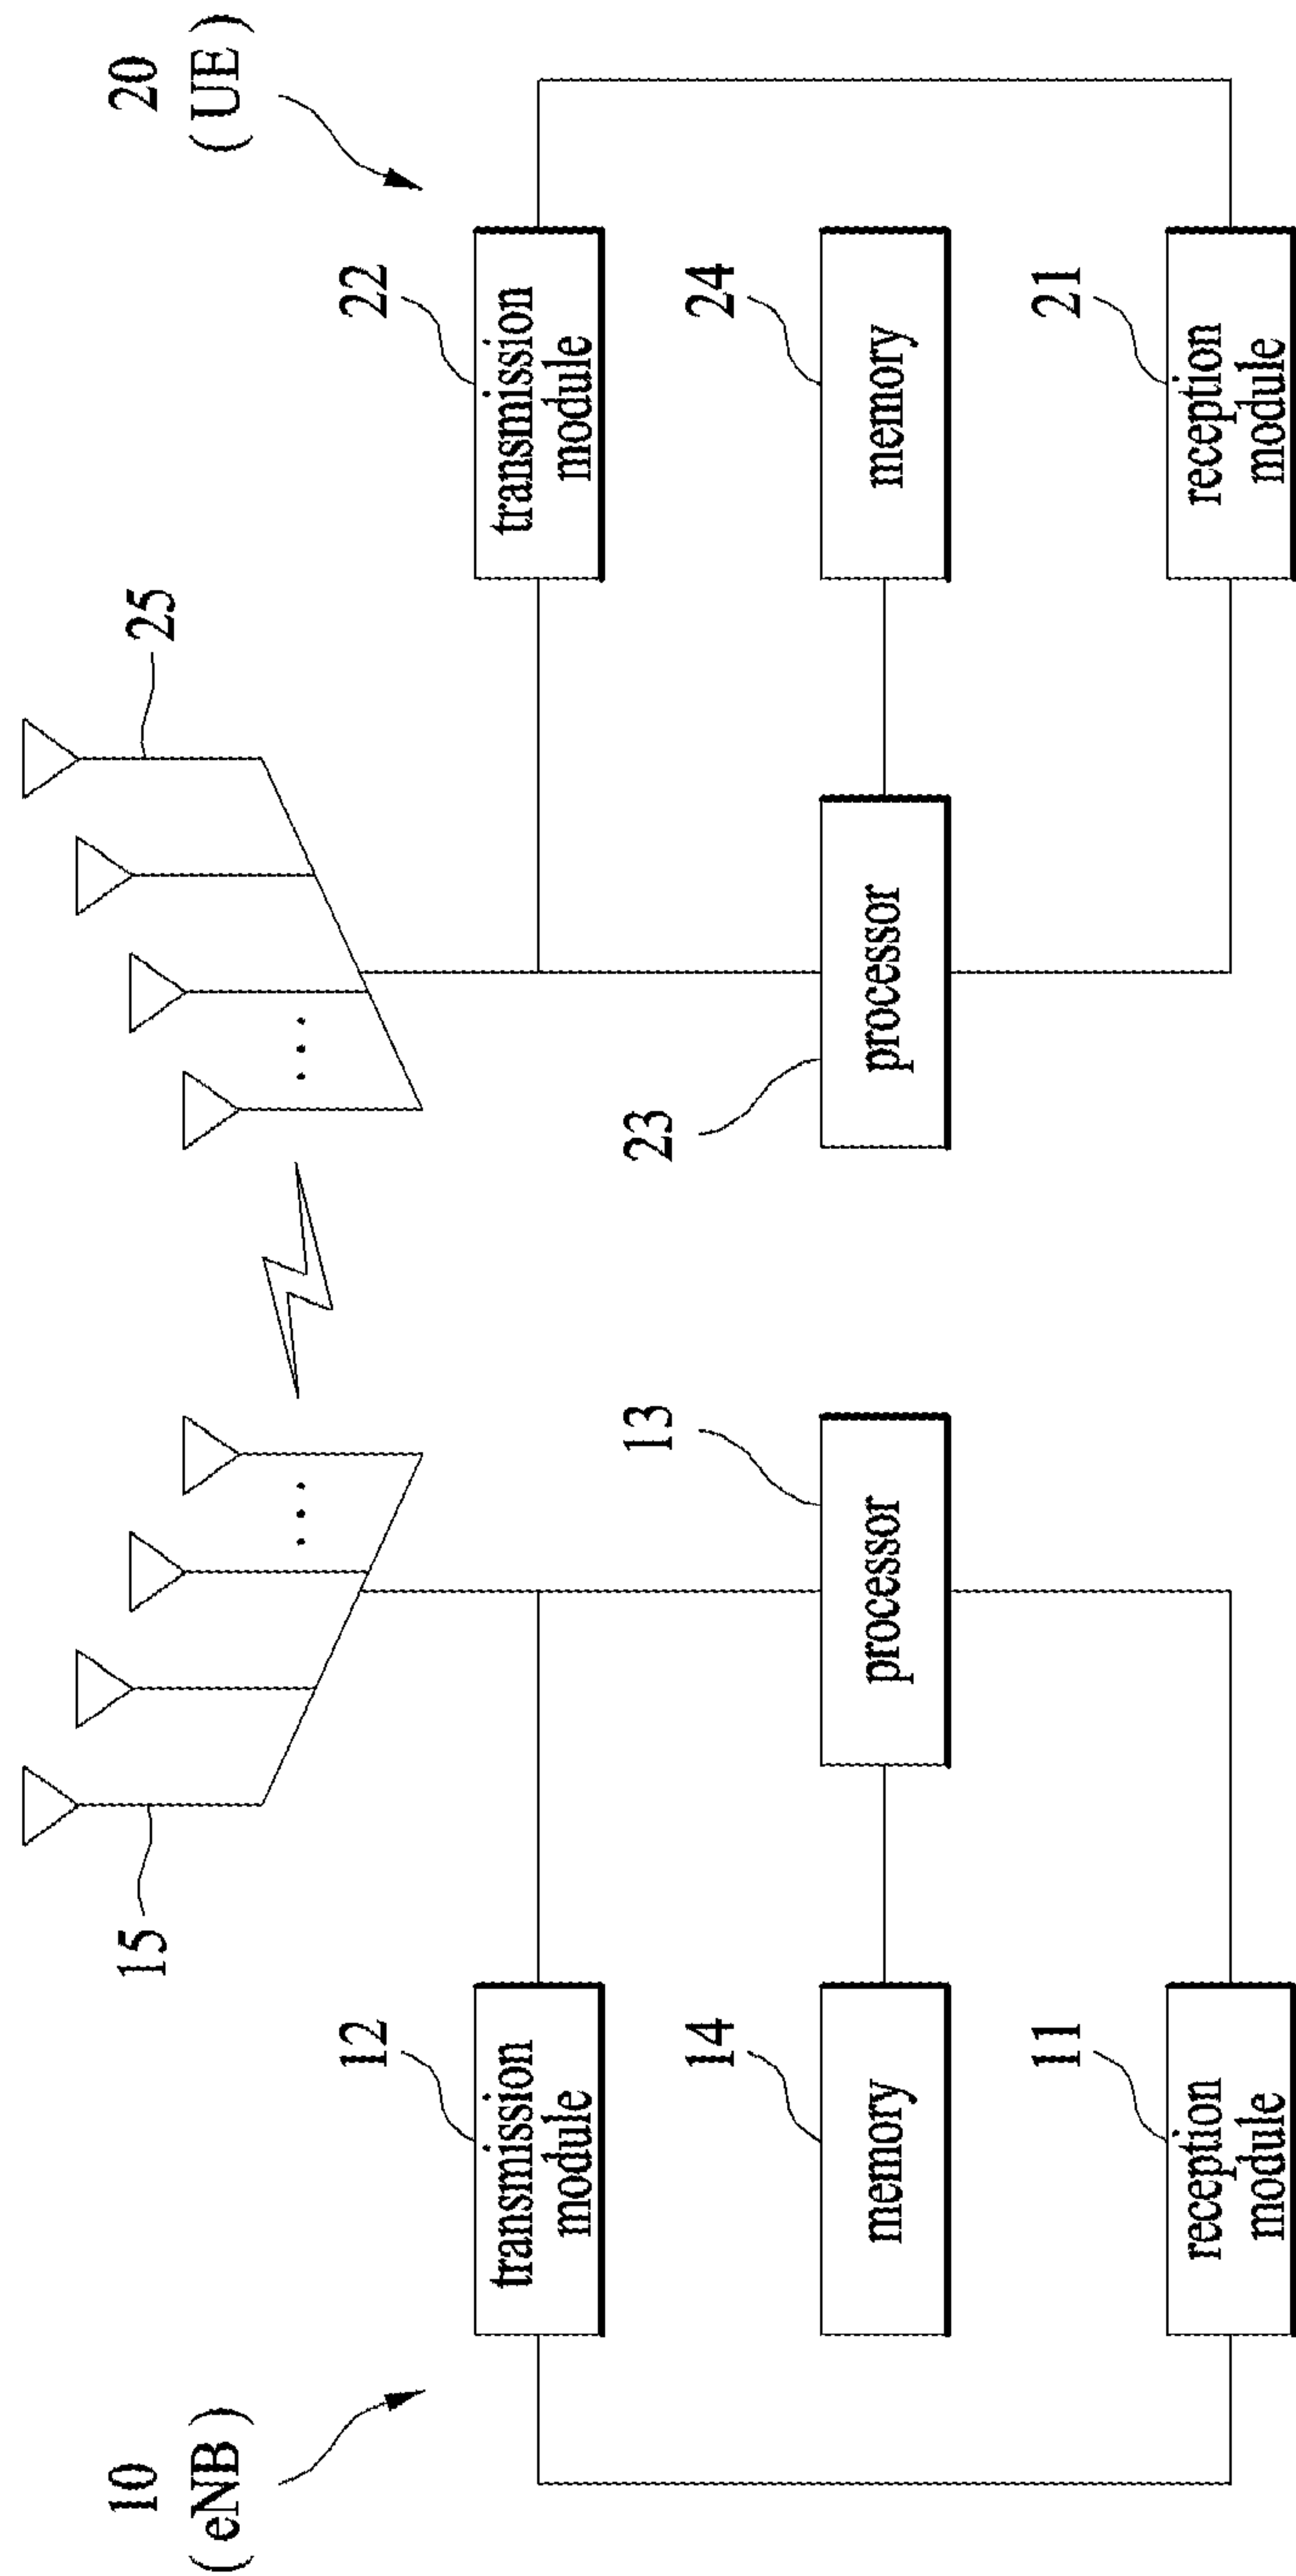 10
( eNB )
15
12
transmission
module
13
14
memory
processor
11
reception
module
20
( UE )
25
22
transmission
module
23
24
processor
memory
21
reception
module